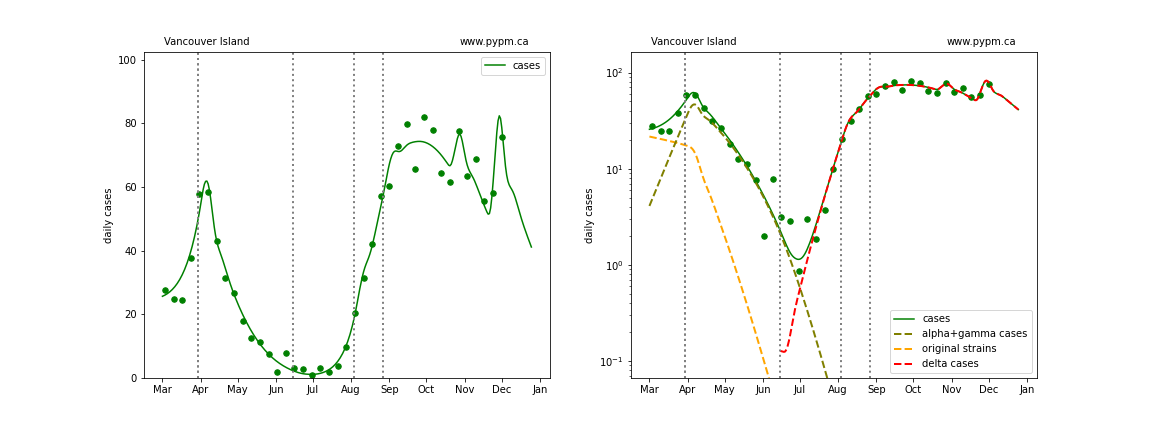 Vancouver Island www.pypm.ca
cases
daily cases
100
80
60
40
20
0
Mar Apr May Jun Jul Aug Sep Oct Nov Dec Jan
Vancouver Island www.pypm.ca
daily cases
10²
10¹
10⁰
10⁻¹
cases
alpha+gamma cases
original strains
delta cases
Mar Apr May Jun Jul Aug Sep Oct Nov Dec Jan